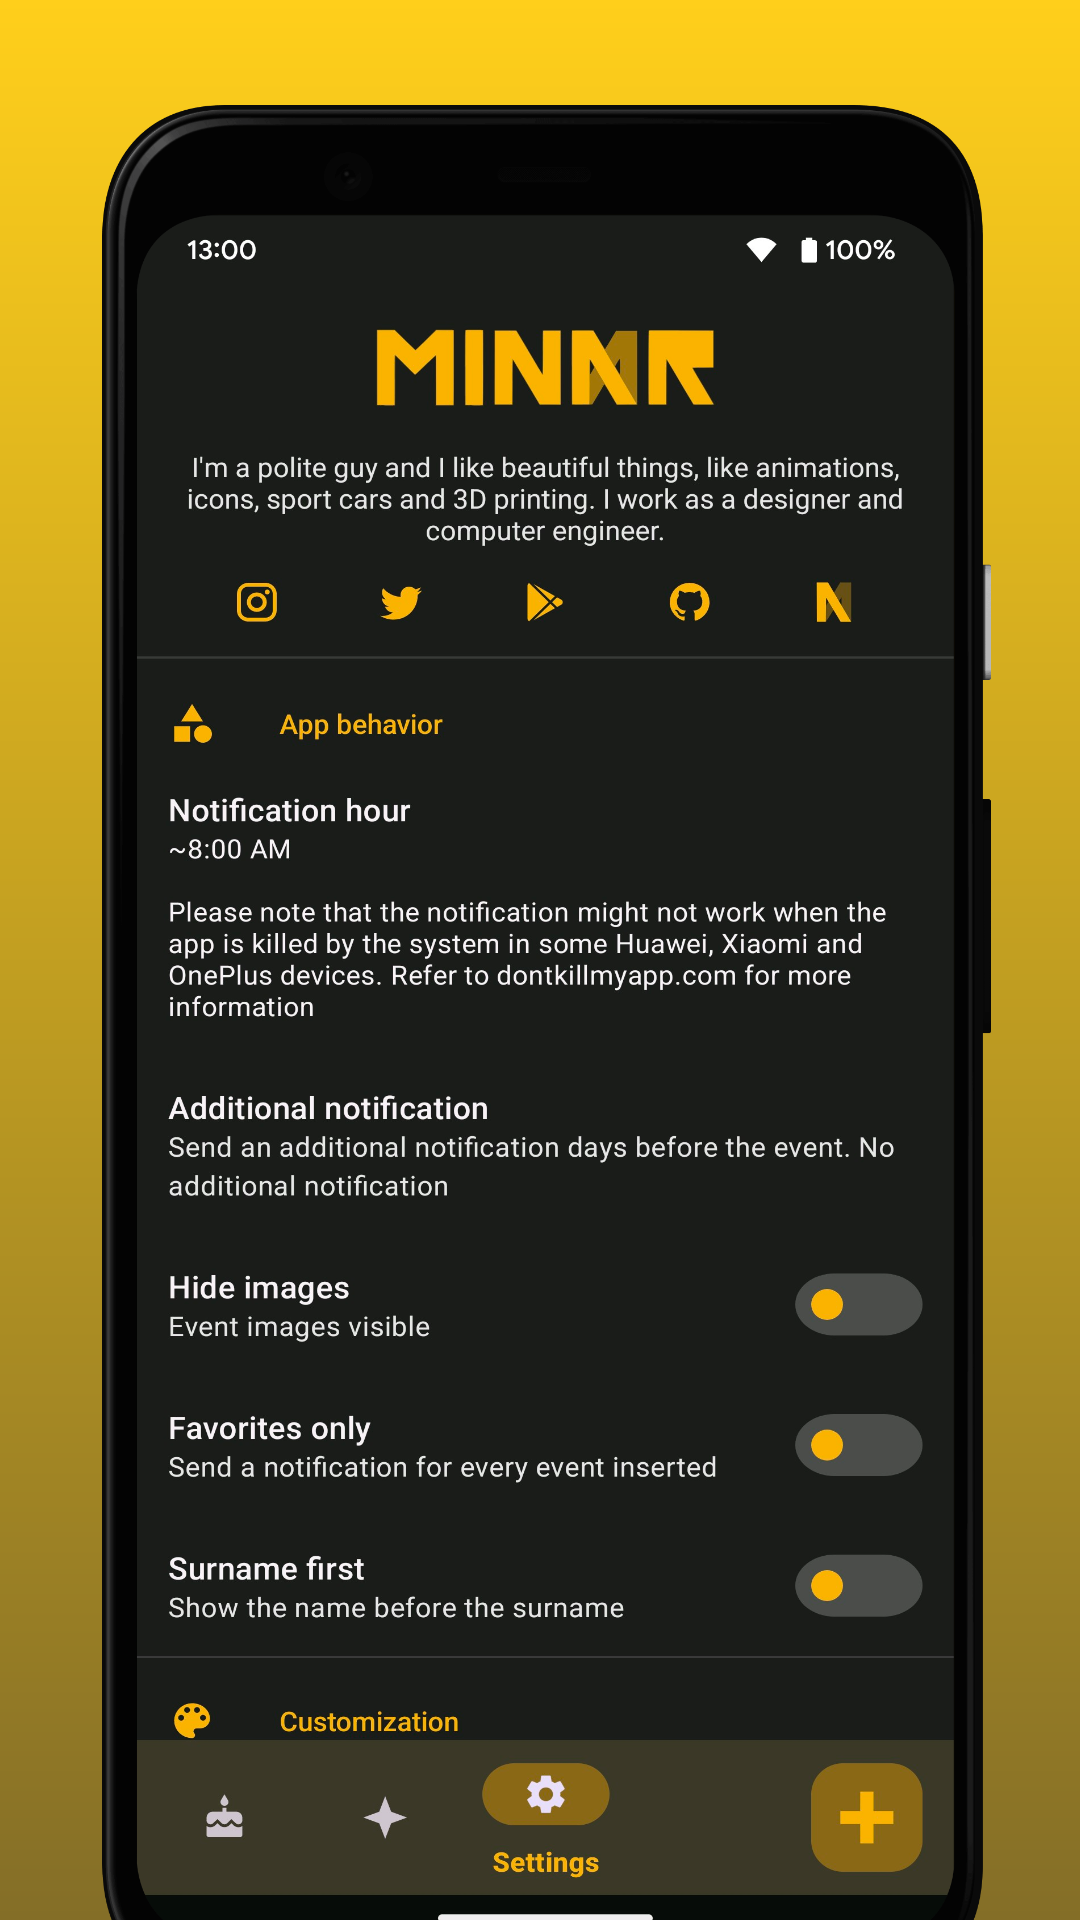 13:00
100%
MINAR
I'm a polite guy and I like beautiful things, like animations,
icons, sport cars and 3D printing. I work as a designer and
computer engineer.
App behavior
Notification hour
~8:00 AM
Please note that the notification might not work when the
app is killed by the system in some Huawei, Xiaomi and
OnePlus devices. Refer to dontkillmyapp.com for more
information
Additional notification
Send an additional notification days before the event. No
additional notification
Hide images
Event images visible
Favorites only
Send a notification for every event inserted
Surname first
Show the name before the surname
Customization
Settings